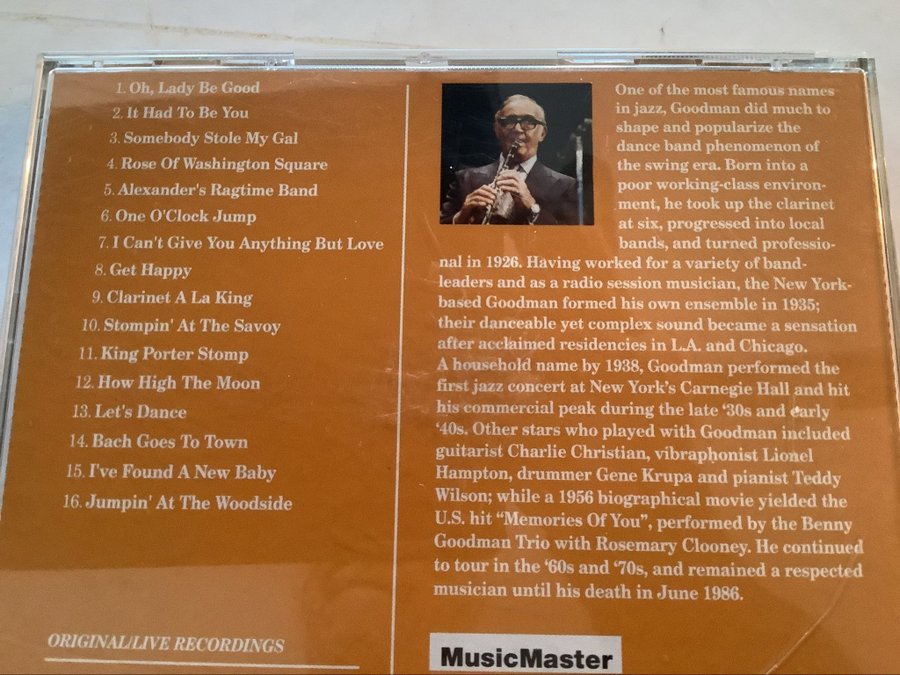 1. Oh, Lady Be Good
2. It Had To Be You
3. Somebody Stole My Gal
4. Rose Of Washington Square
5. Alexander's Ragtime Band
6. One O'Clock Jump
7. I Can't Give You Anything But Love
8. Get Happy
9. Clarinet A La King
10. Stompin' At The Savoy
11. King Porter Stomp
12. How High The Moon
13. Let's Dance
14. Bach Goes To Town
15. I've Found A New Baby
16. Jumpin' At The Woodside
ORIGINAL/LIVE RECORDINGS
One of the most famous names
in jazz, Goodman did much to
shape and popularize the
dance band phenomenon of
the swing era. Born into a
poor working-class environ-
ment, he took up the clarinet
at six, progressed into local
bands, and turned professio-
nal in 1926. Having worked for a variety of band-
leaders and as a radio session musician, the New York-
based Goodman formed his own ensemble in 1935;
their danceable yet complex sound became a sensation
after acclaimed residencies in L.A. and Chicago.
A household name by 1938, Goodman performed the
first jazz concert at New York's Carnegie Hall and hit
his commercial peak during the late '30s and early
'40s. Other stars who played with Goodman included
guitarist Charlie Christian, vibraphonist Lionel
Hampton, drummer Gene Krupa and pianist Teddy
Wilson; while a 1956 biographical movie yielded the
U.S. hit “Memories Of You”, performed by the Benny
Goodman Trio with Rosemary Clooney. He continued
to tour in the '60s and '70s, and remained a respected
musician until his death in June 1986.
MusicMaster